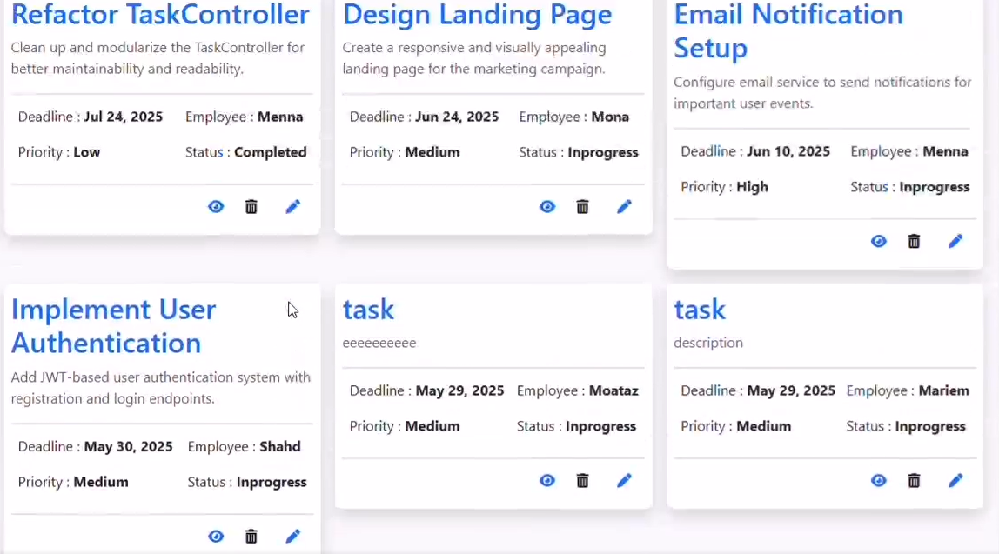 Refactor TaskController
Clean up and modularize the TaskController for
better maintainability and readability.
Deadline : Jul 24, 2025 Employee : Menna
Priority : Low Status : Completed
Design Landing Page
Create a responsive and visually appealing
landing page for the marketing campaign.
Deadline : Jun 24, 2025 Employee : Mona
Priority : Medium Status : Inprogress
Email Notification
Setup
Configure email service to send notifications for
important user events.
Deadline : Jun 10, 2025 Employee : Menna
Priority : High Status : Inprogress
Implement User
Authentication
Add JWT-based user authentication system with
registration and login endpoints.
Deadline : May 30, 2025 Employee : Shahd
Priority : Medium Status : Inprogress
task
eeeeeeeeee
Deadline : May 29, 2025 Employee : Moataz
Priority : Medium Status : Inprogress
task
description
Deadline : May 29, 2025 Employee : Mariem
Priority : Medium Status : Inprogress